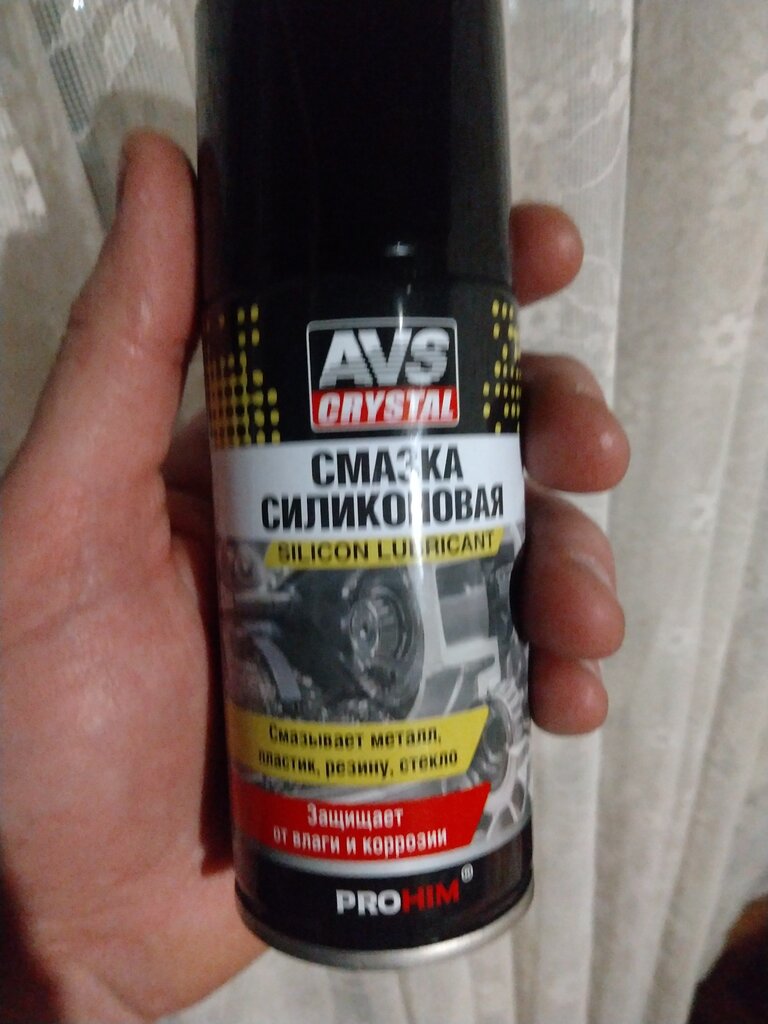 AVS
CRYSTAL
СМАЗКА
СИЛИКОНОВАЯ
SILICON LUBRICANT
Смазывает металл,
пластик, резину, стекло
Защищает
от влаги и коррозии
PROHIM®